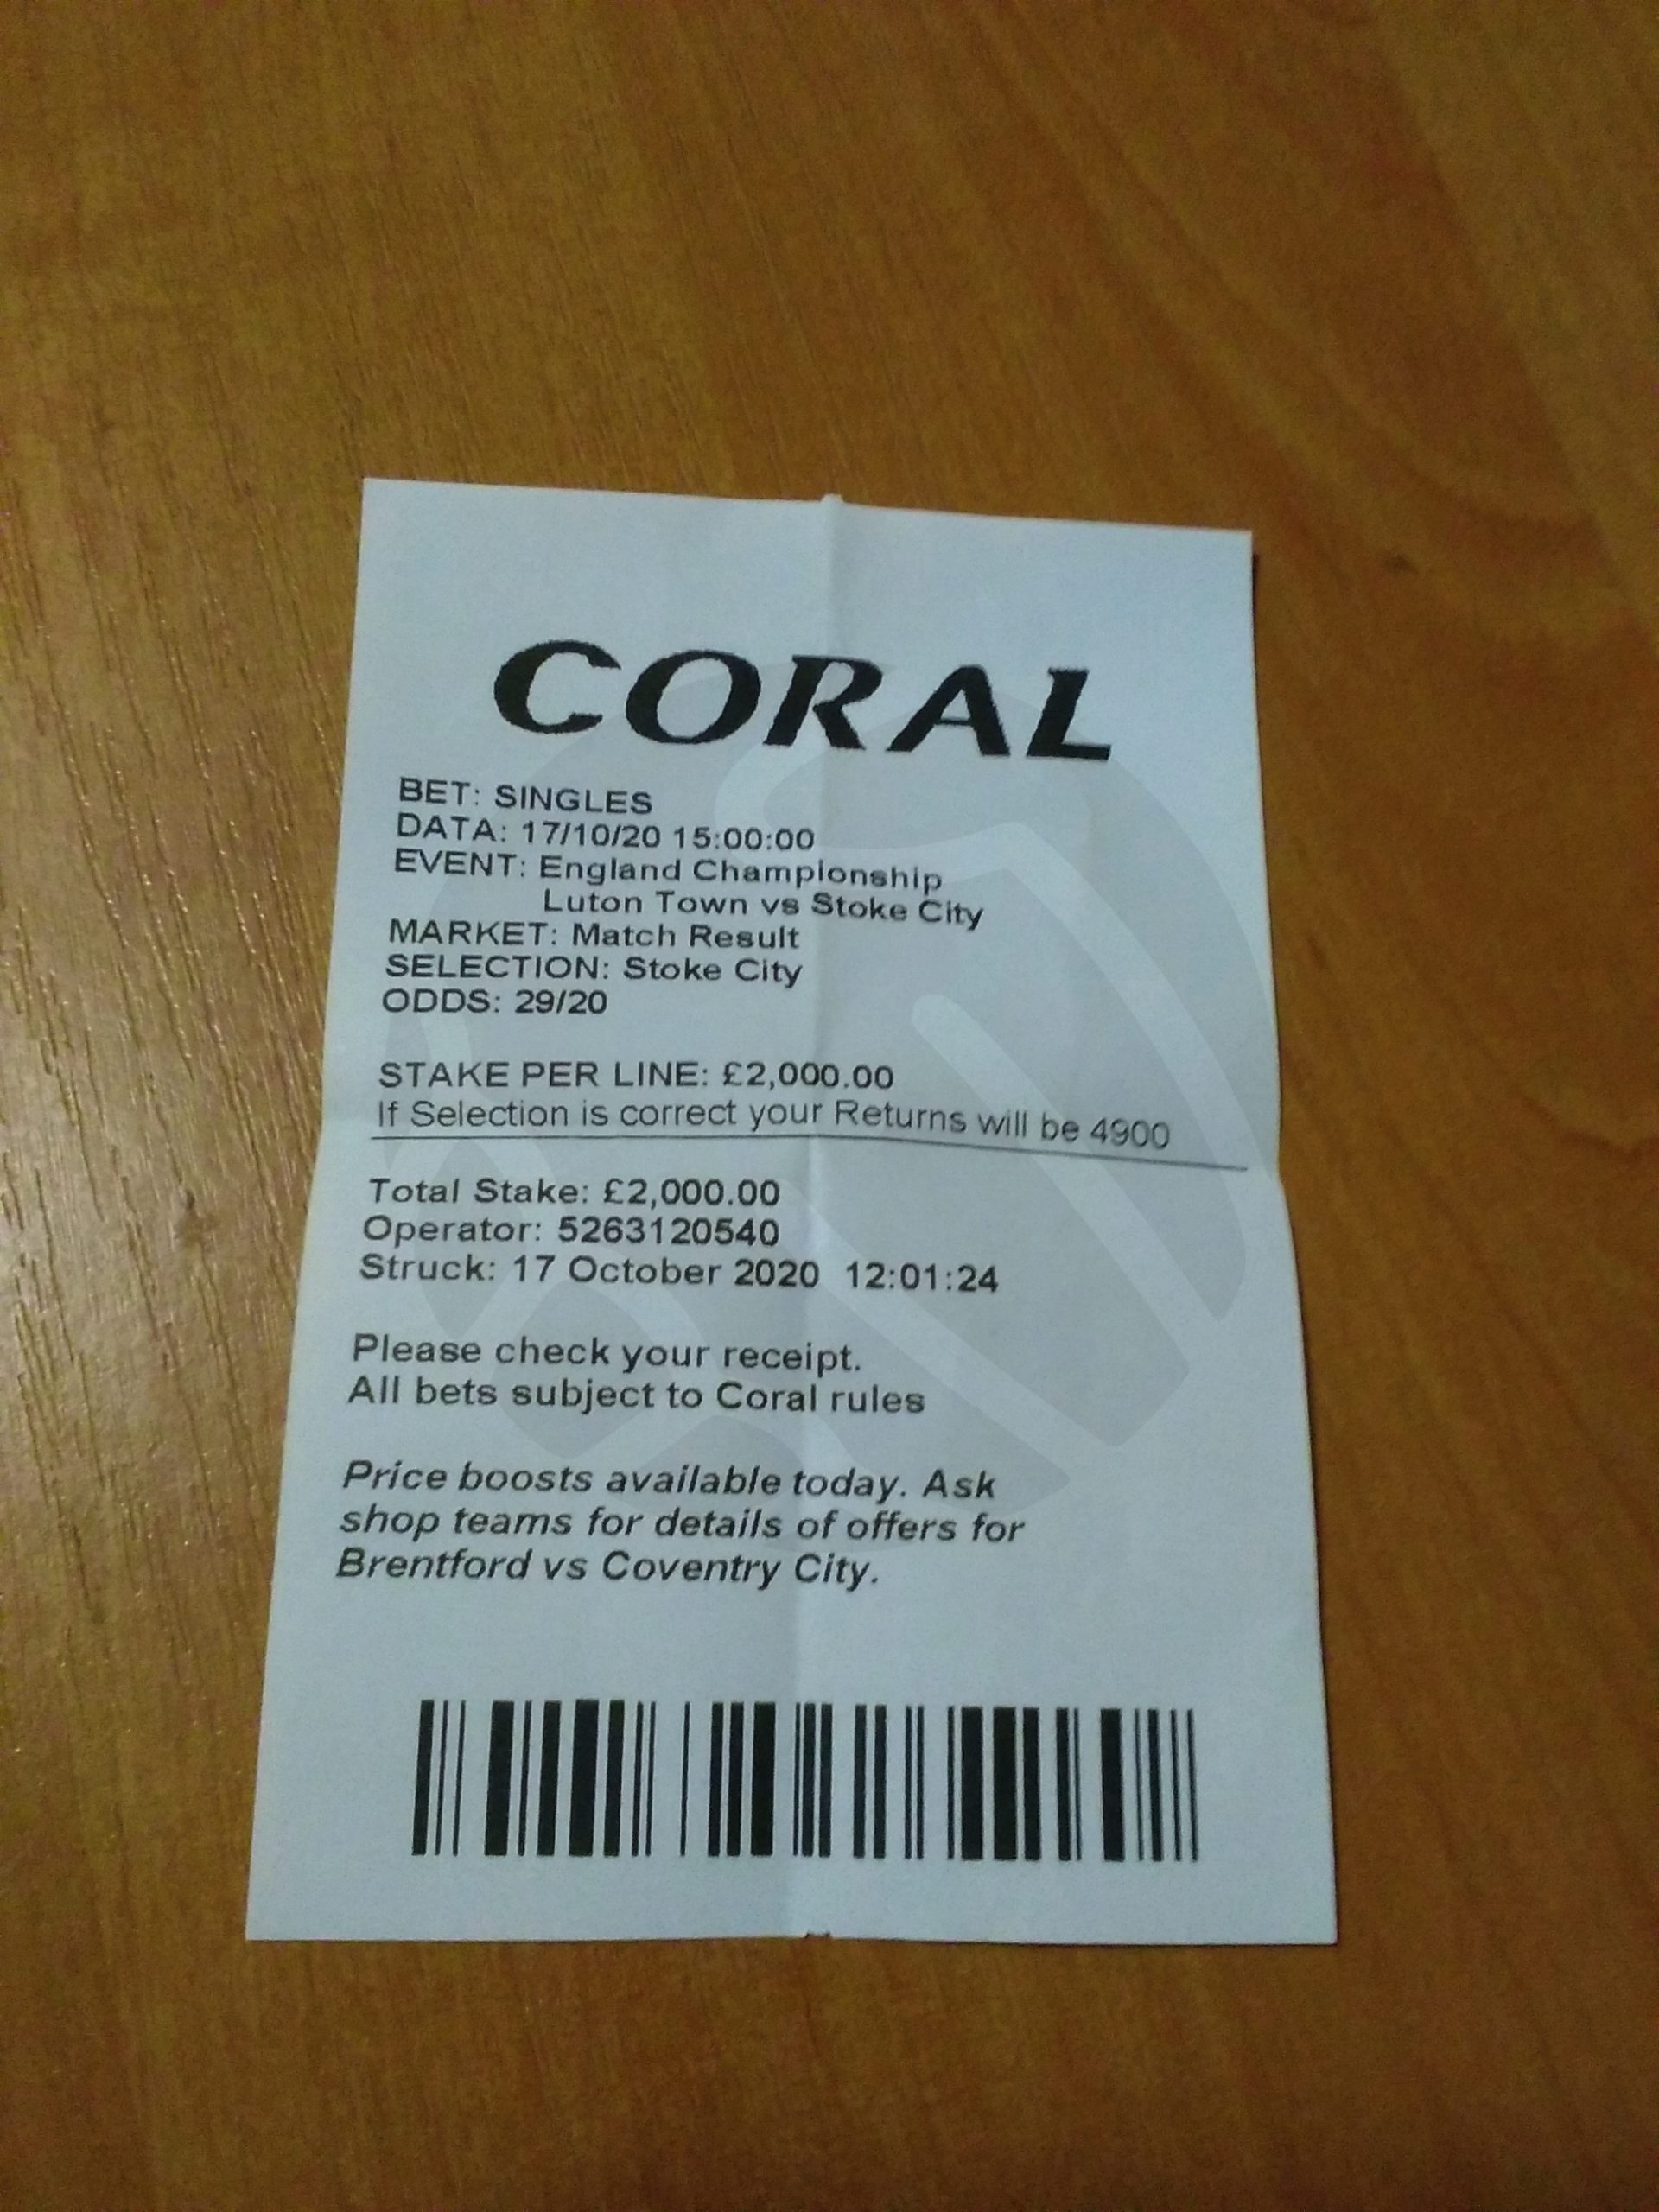 CORAL
BET: SINGLES
DATA: 17/10/20 15:00:00
EVENT: England Championship
Luton Town vs Stoke City
MARKET: Match Result
SELECTION: Stoke City
ODDS: 29/20
STAKE PER LINE: £2,000.00
If Selection is correct your Returns will be 4900
Total Stake: £2,000.00
Operator: 5263120540
Struck: 17 October 2020 12:01:24
Please check your receipt.
All bets subject to Coral rules
Price boosts available today. Ask
shop teams for details of offers for
Brentford vs Coventry City.